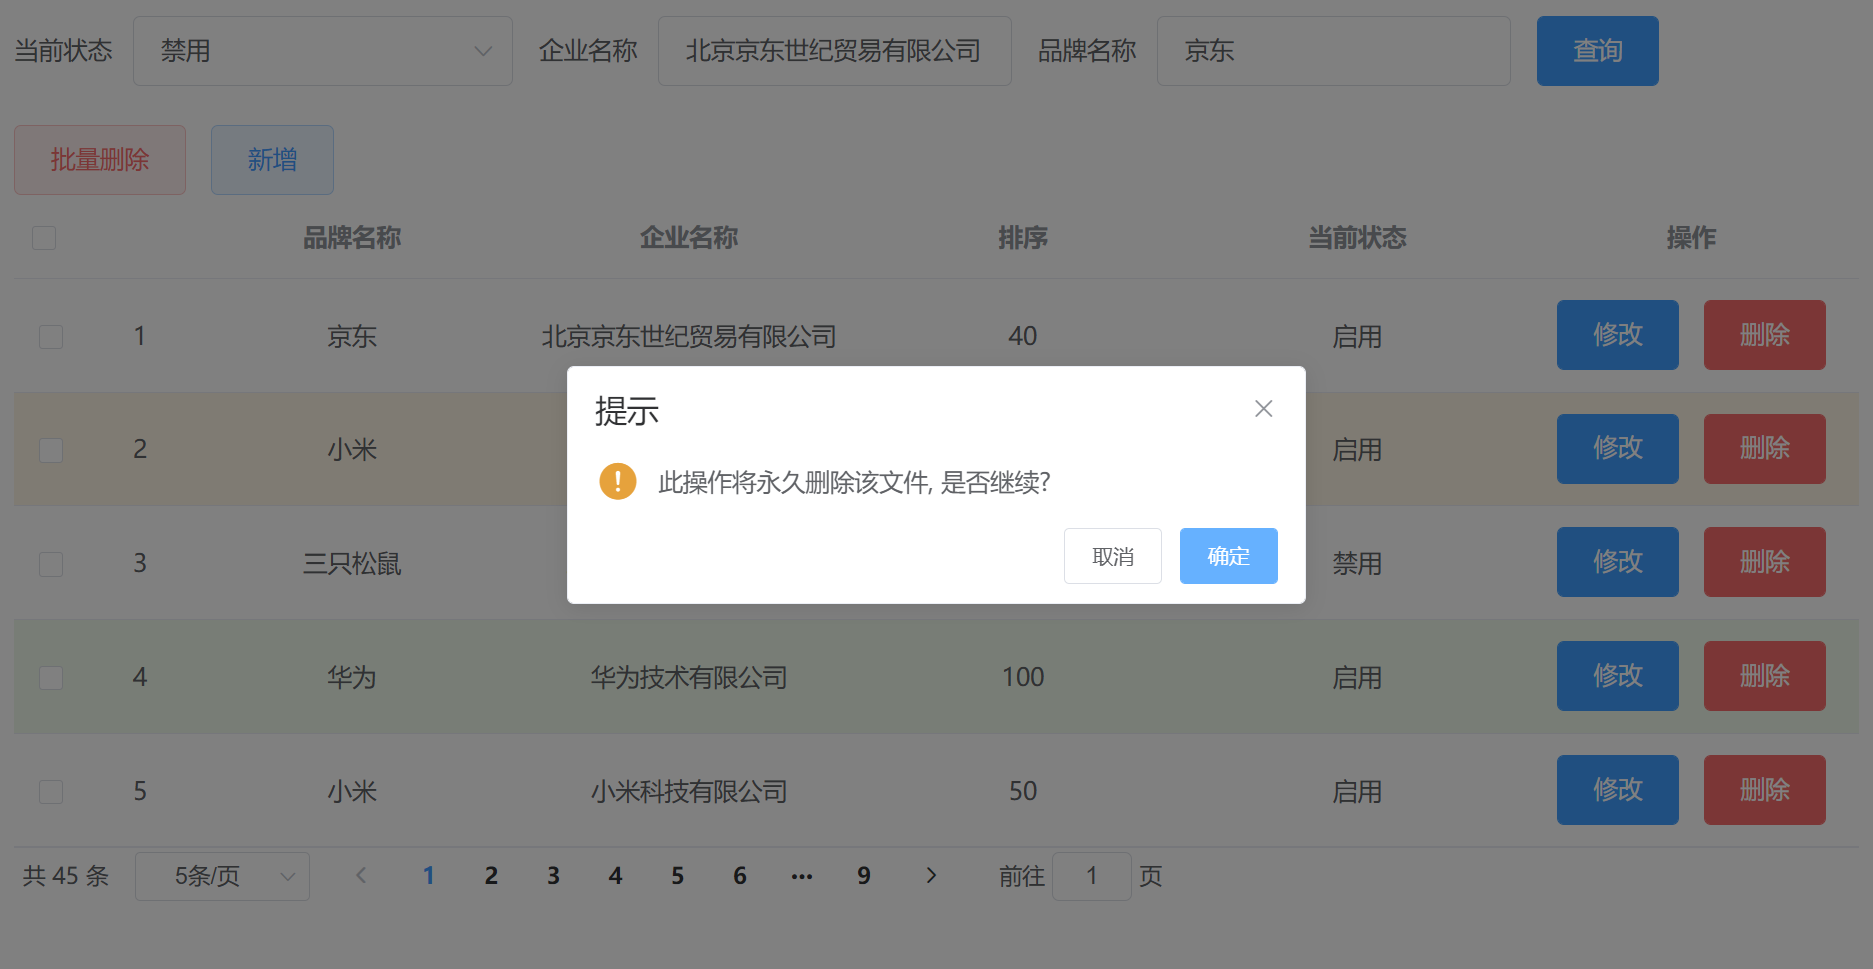 当前状态 禁用 企业名称 北京京东世纪贸易有限公司 品牌名称 京东 查询
批量删除 新增
品牌名称 企业名称 排序 当前状态 操作
1 京东 北京京东世纪贸易有限公司 40 启用 修改 删除
提示
2 小米 启用 修改 删除
此操作将永久删除该文件, 是否继续?
取消 确定
3 三只松鼠 禁用 修改 删除
4 华为 华为技术有限公司 100 启用 修改 删除
5 小米 小米科技有限公司 50 启用 修改 删除
共 45 条 5条/页 1 2 3 4 5 6 ••• 9 前往 1 页